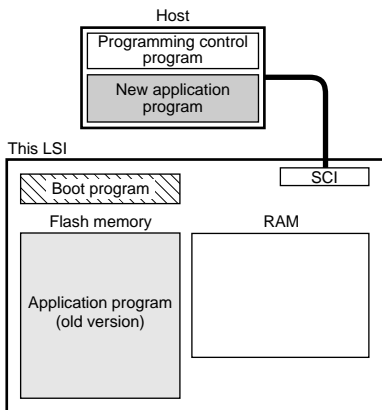 Host
Programming control
program
New application
program
This LSI
SCI
Boot program
Flash memory
RAM
Application program
(old version)